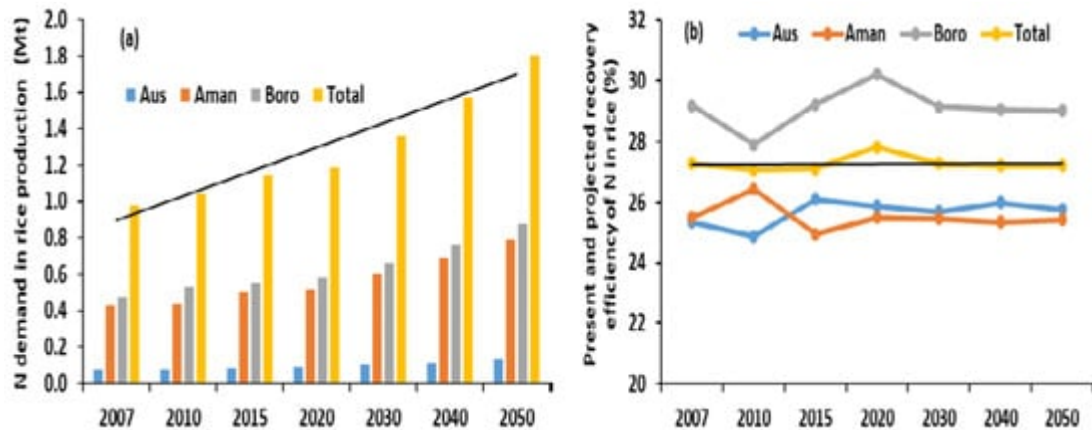 N demand in rice production (Mt)
2.0
1.8
1.6
1.4
1.2
1.0
0.8
0.6
0.4
0.2
0.0
(a)
Aus Aman Boro Total
2007 2010 2015 2020 2030 2040 2050
Present and projected recovery
efficiency of N in rice (%)
32
30
28
26
24
22
20
(b)
Aus Aman Boro Total
2007 2010 2015 2020 2030 2040 2050